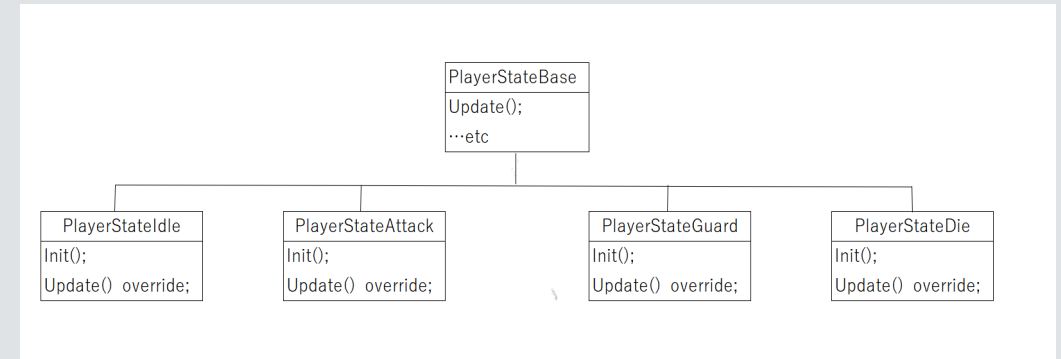 PlayerStateBase
Update();
…etc
PlayerStateIdle
Init();
Update() override;
PlayerStateAttack
Init();
Update() override;
PlayerStateGuard
Init();
Update() override;
PlayerStateDie
Init();
Update() override;